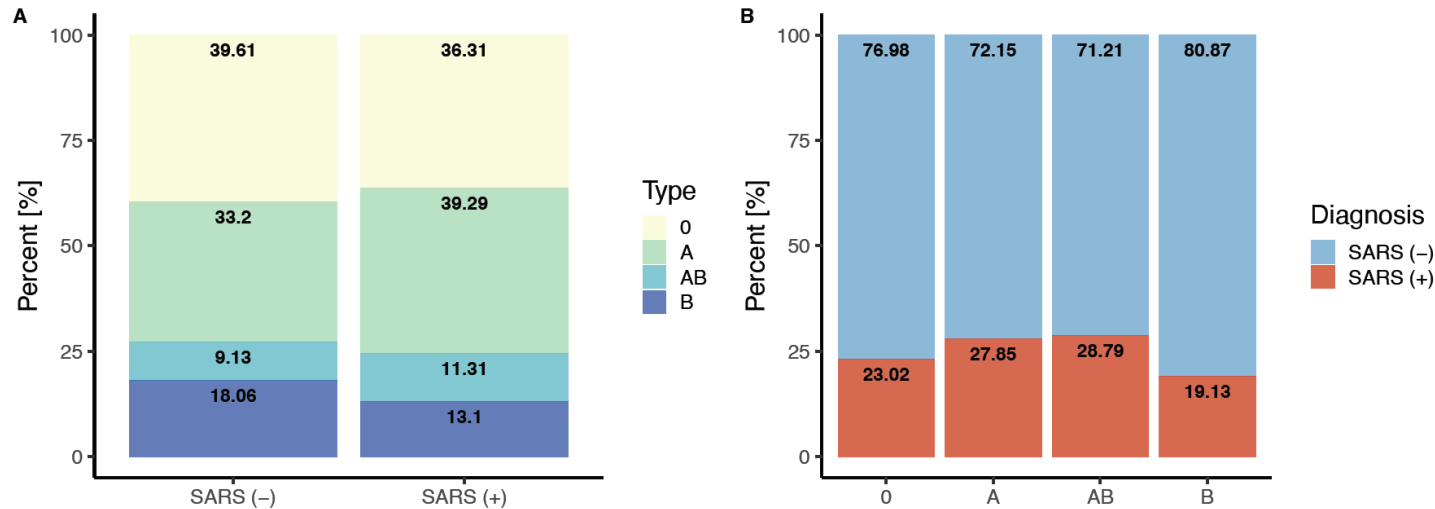 A
Percent [%]
100
75
50
25
0
39.61
33.2
9.13
18.06
36.31
39.29
11.31
13.1
SARS (−)
SARS (+)
Type
0
A
AB
B
B
Percent [%]
100
75
50
25
0
76.98
72.15
71.21
80.87
23.02
27.85
28.79
19.13
0
A
AB
B
Diagnosis
SARS (−)
SARS (+)